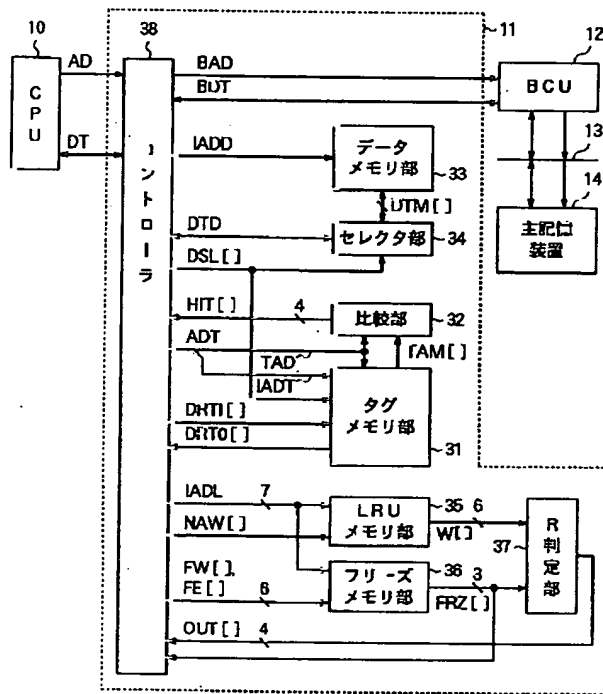 10
38
11
12
CPU
AD
DT
コントローラ
BAD
BDT
BCU
13
14
主記憶
装置
IADD
データ
メモリ部
33
DTM[ ]
DTD
セレクタ部
34
DSL[ ]
HIT[ ]
4
比較部
32
ADT
TAD
TAM[ ]
IADT
タグ
メモリ部
31
DRTI[ ]
DRTO[ ]
IADL
7
LRU
メモリ部
35
6
W[ ]
NAW[ ]
37
R
判定部
FW[ ],
FE[ ]
6
フリーズ
メモリ部
36
3
FRZ[ ]
OUT[ ]
4